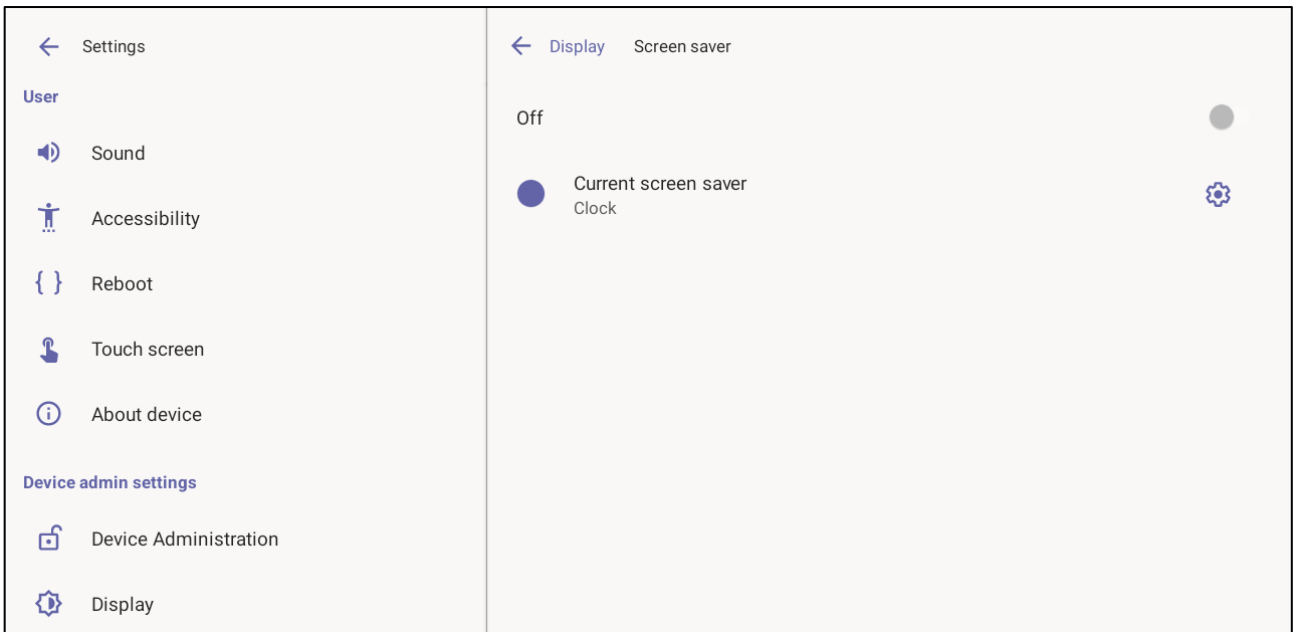 Settings
User
Sound
Accessibility
Reboot
Touch screen
About device
Device admin settings
Device Administration
Display
Display Screen saver
Off
Current screen saver
Clock